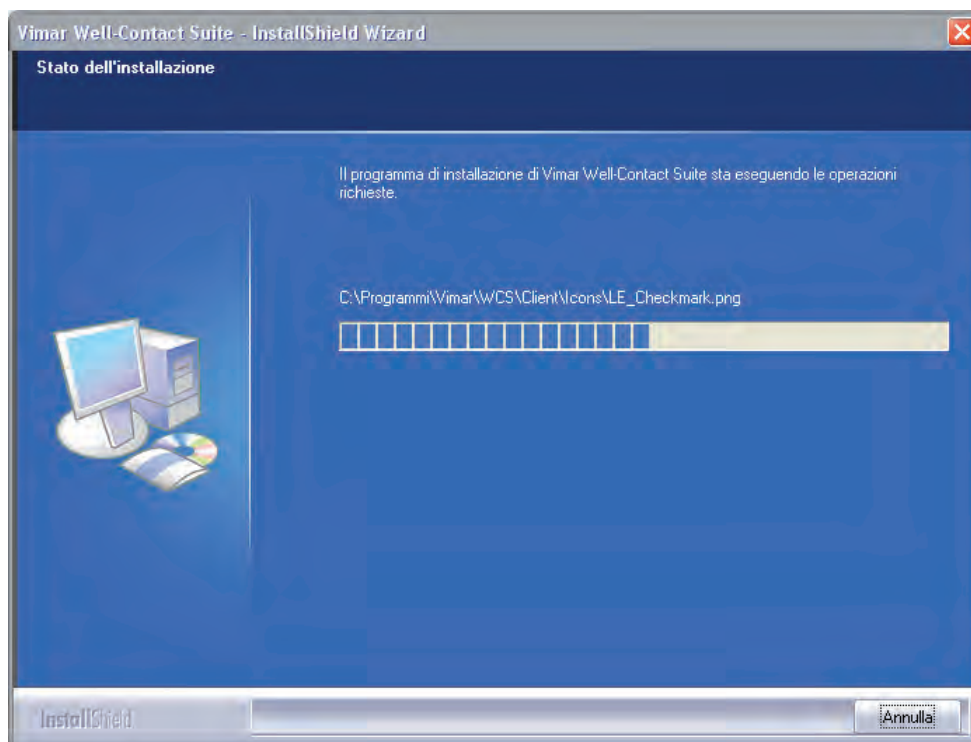 Vimar Well-Contact Suite - InstallShield Wizard
Stato dell'installazione
Il programma di installazione di Vimar Well-Contact Suite sta eseguendo le operazioni
richieste.
C:\Programmi\Vimar\WCS\Client\Icons\LE_Checkmark.png
InstallShield
Annulla